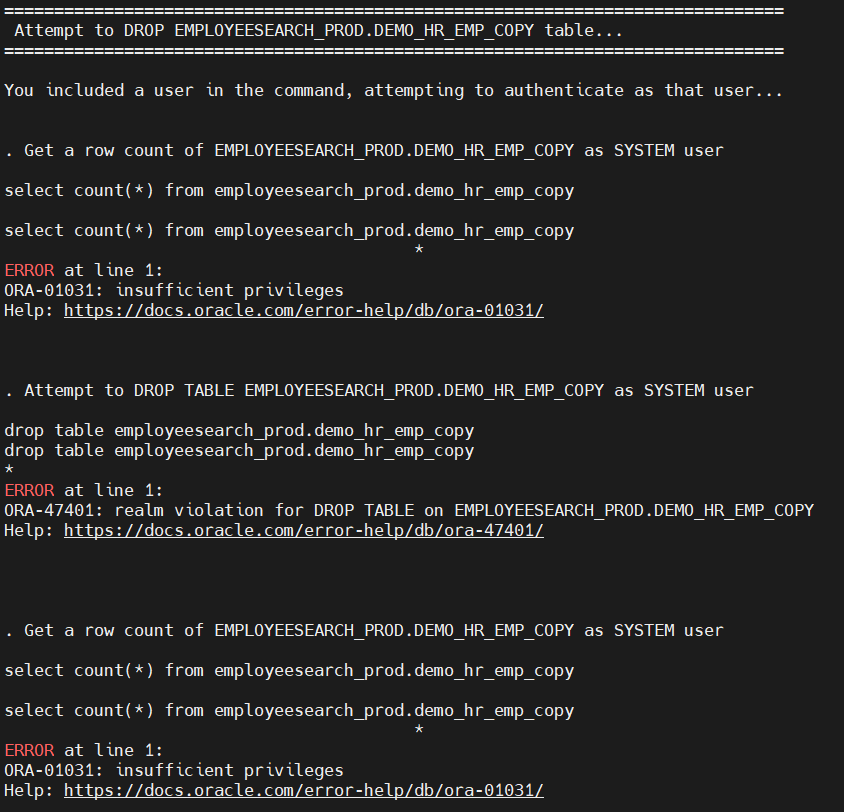 ==============================================================================
Attempt to DROP EMPLOYEESEARCH_PROD.DEMO_HR_EMP_COPY table...
==============================================================================
You included a user in the command, attempting to authenticate as that user...
. Get a row count of EMPLOYEESEARCH_PROD.DEMO_HR_EMP_COPY as SYSTEM user
select count(*) from employeesearch_prod.demo_hr_emp_copy
select count(*) from employeesearch_prod.demo_hr_emp_copy
*
ERROR at line 1:
ORA-01031: insufficient privileges
Help: https://docs.oracle.com/error-help/db/ora-01031/
. Attempt to DROP TABLE EMPLOYEESEARCH_PROD.DEMO_HR_EMP_COPY as SYSTEM user
drop table employeesearch_prod.demo_hr_emp_copy
drop table employeesearch_prod.demo_hr_emp_copy
*
ERROR at line 1:
ORA-47401: realm violation for DROP TABLE on EMPLOYEESEARCH_PROD.DEMO_HR_EMP_COPY
Help: https://docs.oracle.com/error-help/db/ora-47401/
. Get a row count of EMPLOYEESEARCH_PROD.DEMO_HR_EMP_COPY as SYSTEM user
select count(*) from employeesearch_prod.demo_hr_emp_copy
select count(*) from employeesearch_prod.demo_hr_emp_copy
*
ERROR at line 1:
ORA-01031: insufficient privileges
Help: https://docs.oracle.com/error-help/db/ora-01031/